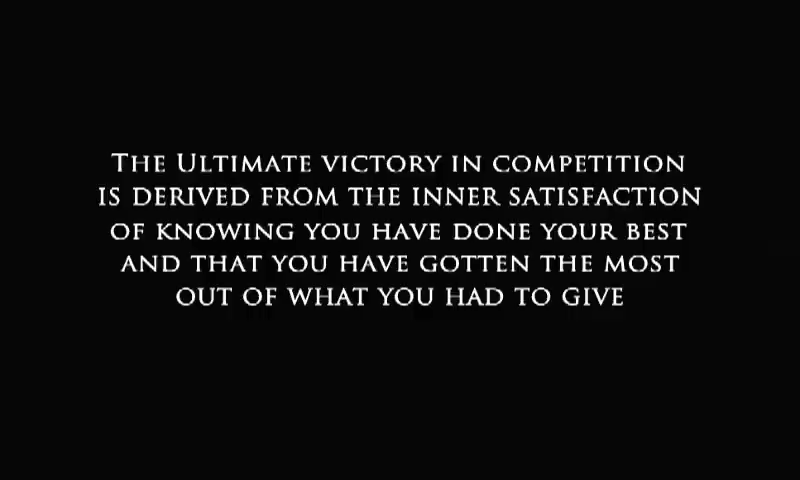 The Ultimate victory in competition
is derived from the inner satisfaction
of knowing you have done your best
and that you have gotten the most
out of what you had to give